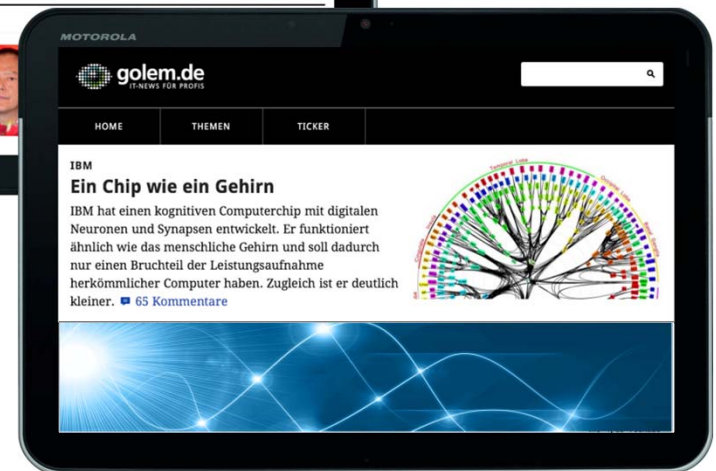 MOTOROLA
golem.de
IT-NEWS FÜR PROFIS
HOME THEMEN TICKER
IBM
Ein Chip wie ein Gehirn
IBM hat einen kognitiven Computerchip mit digitalen
Neuronen und Synapsen entwickelt. Er funktioniert
ähnlich wie das menschliche Gehirn und soll dadurch
nur einen Bruchteil der Leistungsaufnahme
herkömmlicher Computer haben. Zugleich ist er deutlich
kleiner. 65 Kommentare
Temporal Lobe